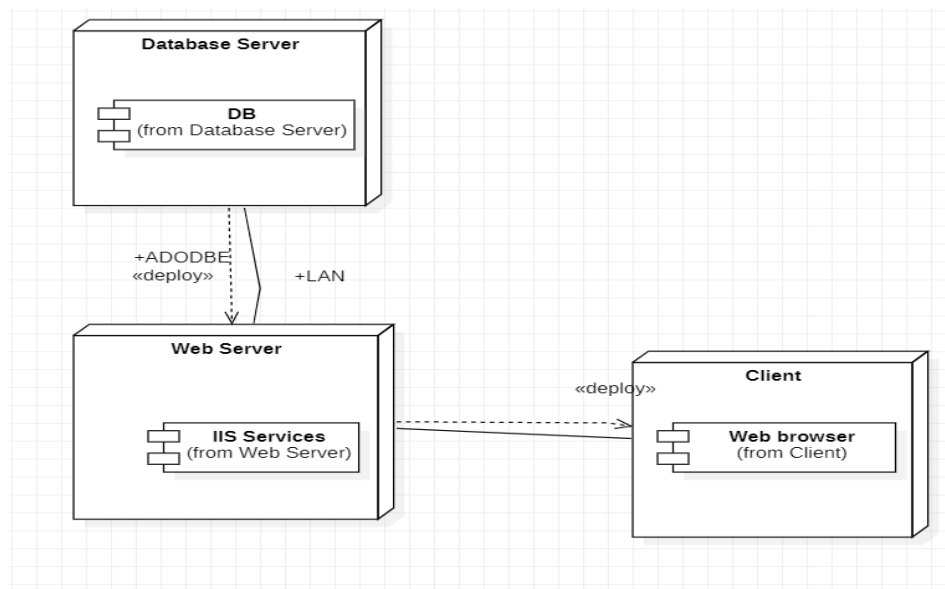 Database Server
DB
(from Database Server)
+ADODBE
«deploy»
+LAN
Web Server
IIS Services
(from Web Server)
«deploy»
Client
Web browser
(from Client)